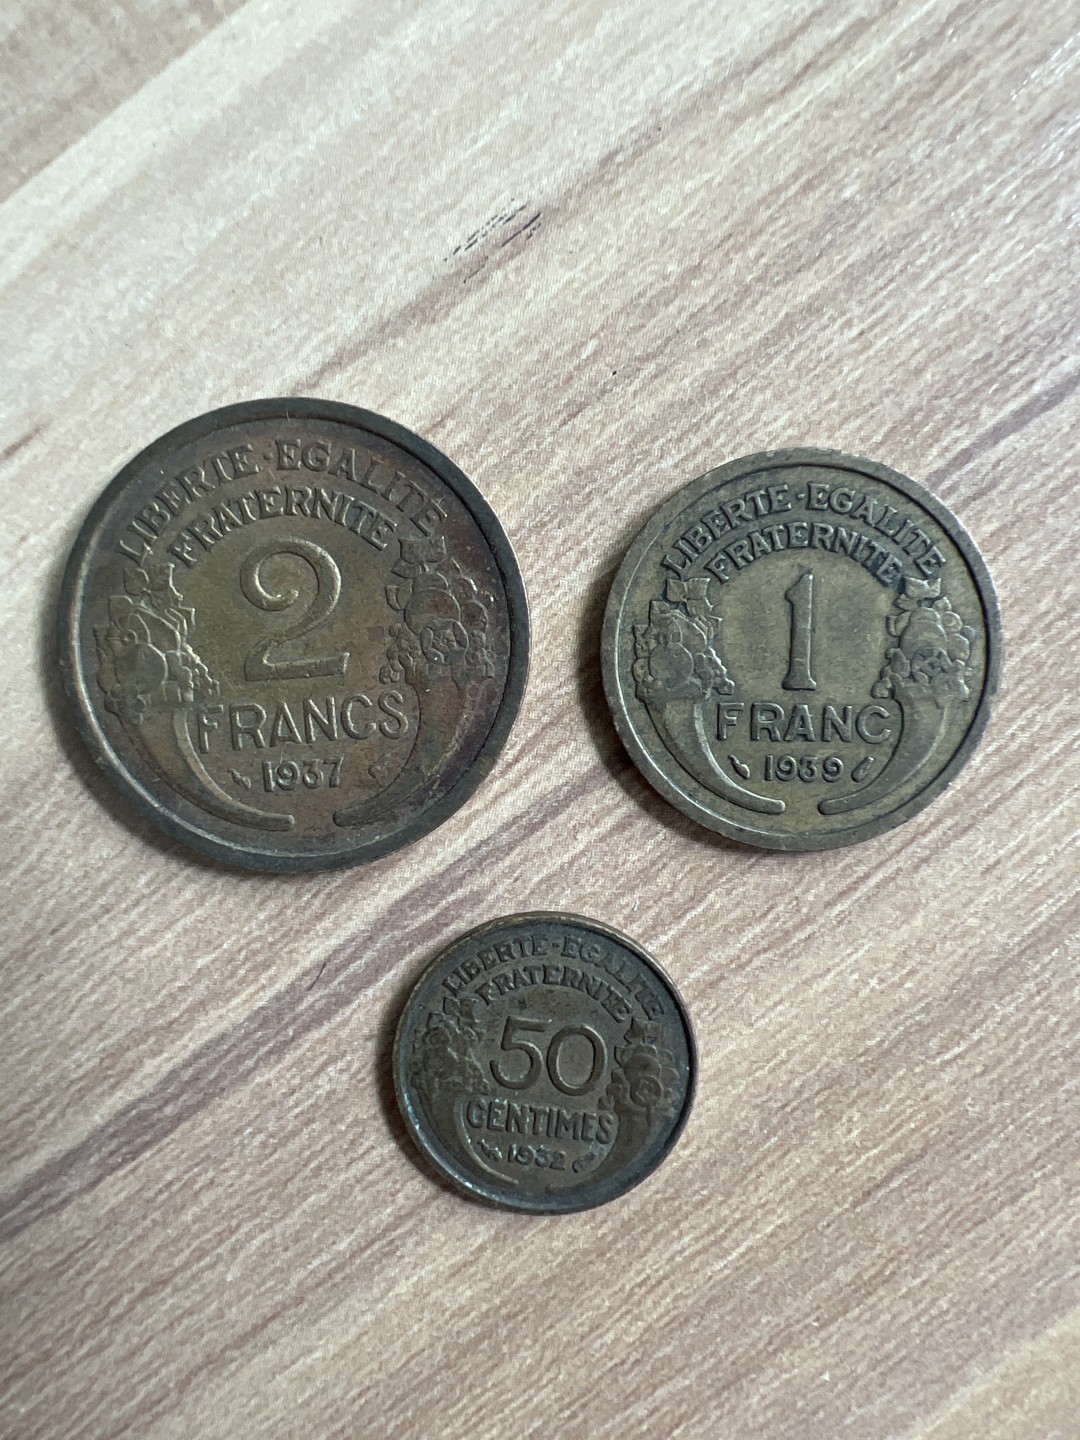 LIBERTE·EGALITE
FRATERNITE
2
FRANCS
1937
LIBERTE·EGALITE
FRATERNITE
1
FRANC
1939
LIBERTE·EGALITE
FRATERNITE
50
CENTIMES
1932